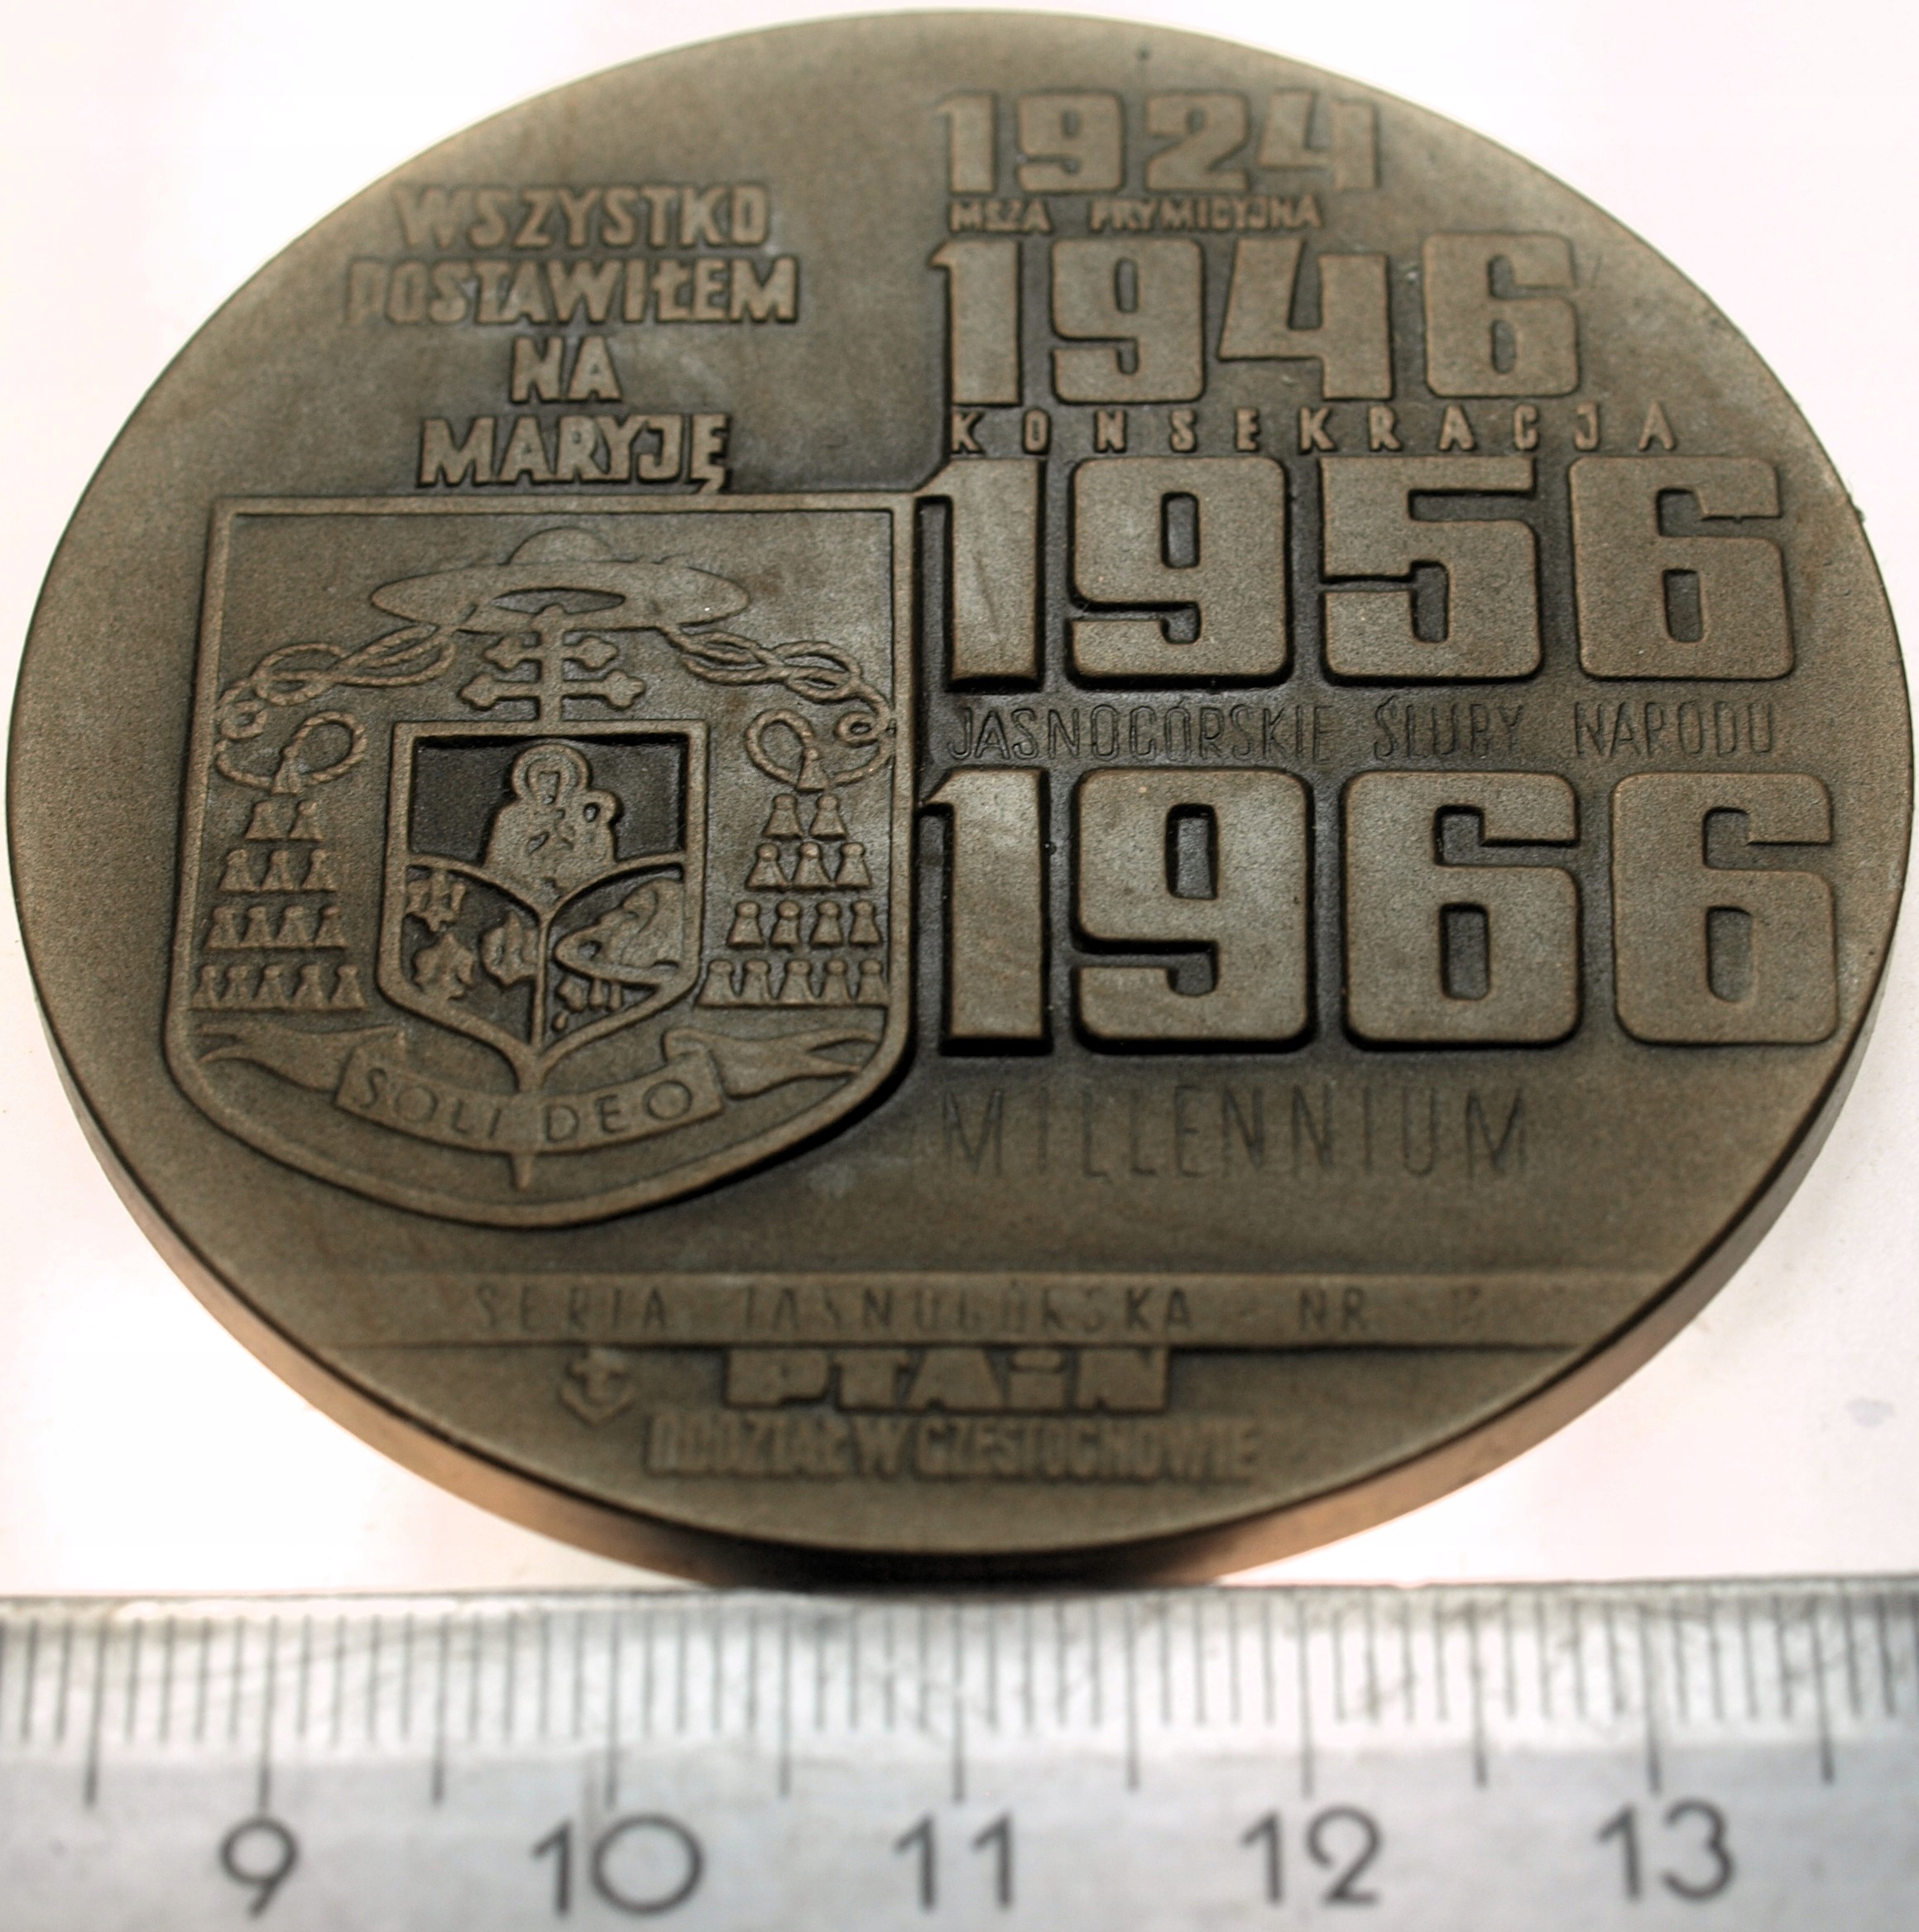 WSZYSTKO
POSTAWIŁEM
NA
MARYJĘ
1924
MSZA PRYMICYJNA
1946
KONSEKRACJA
1956
JASNOGÓRSKIE ŚLUBY NARODU
1966
MILLENNIUM
SOLI DEO
SERIA JASNOGÓRSKA NR
PTAiN
ODDZIAŁ W CZĘSTOCHOWIE
9 10 11 12 13